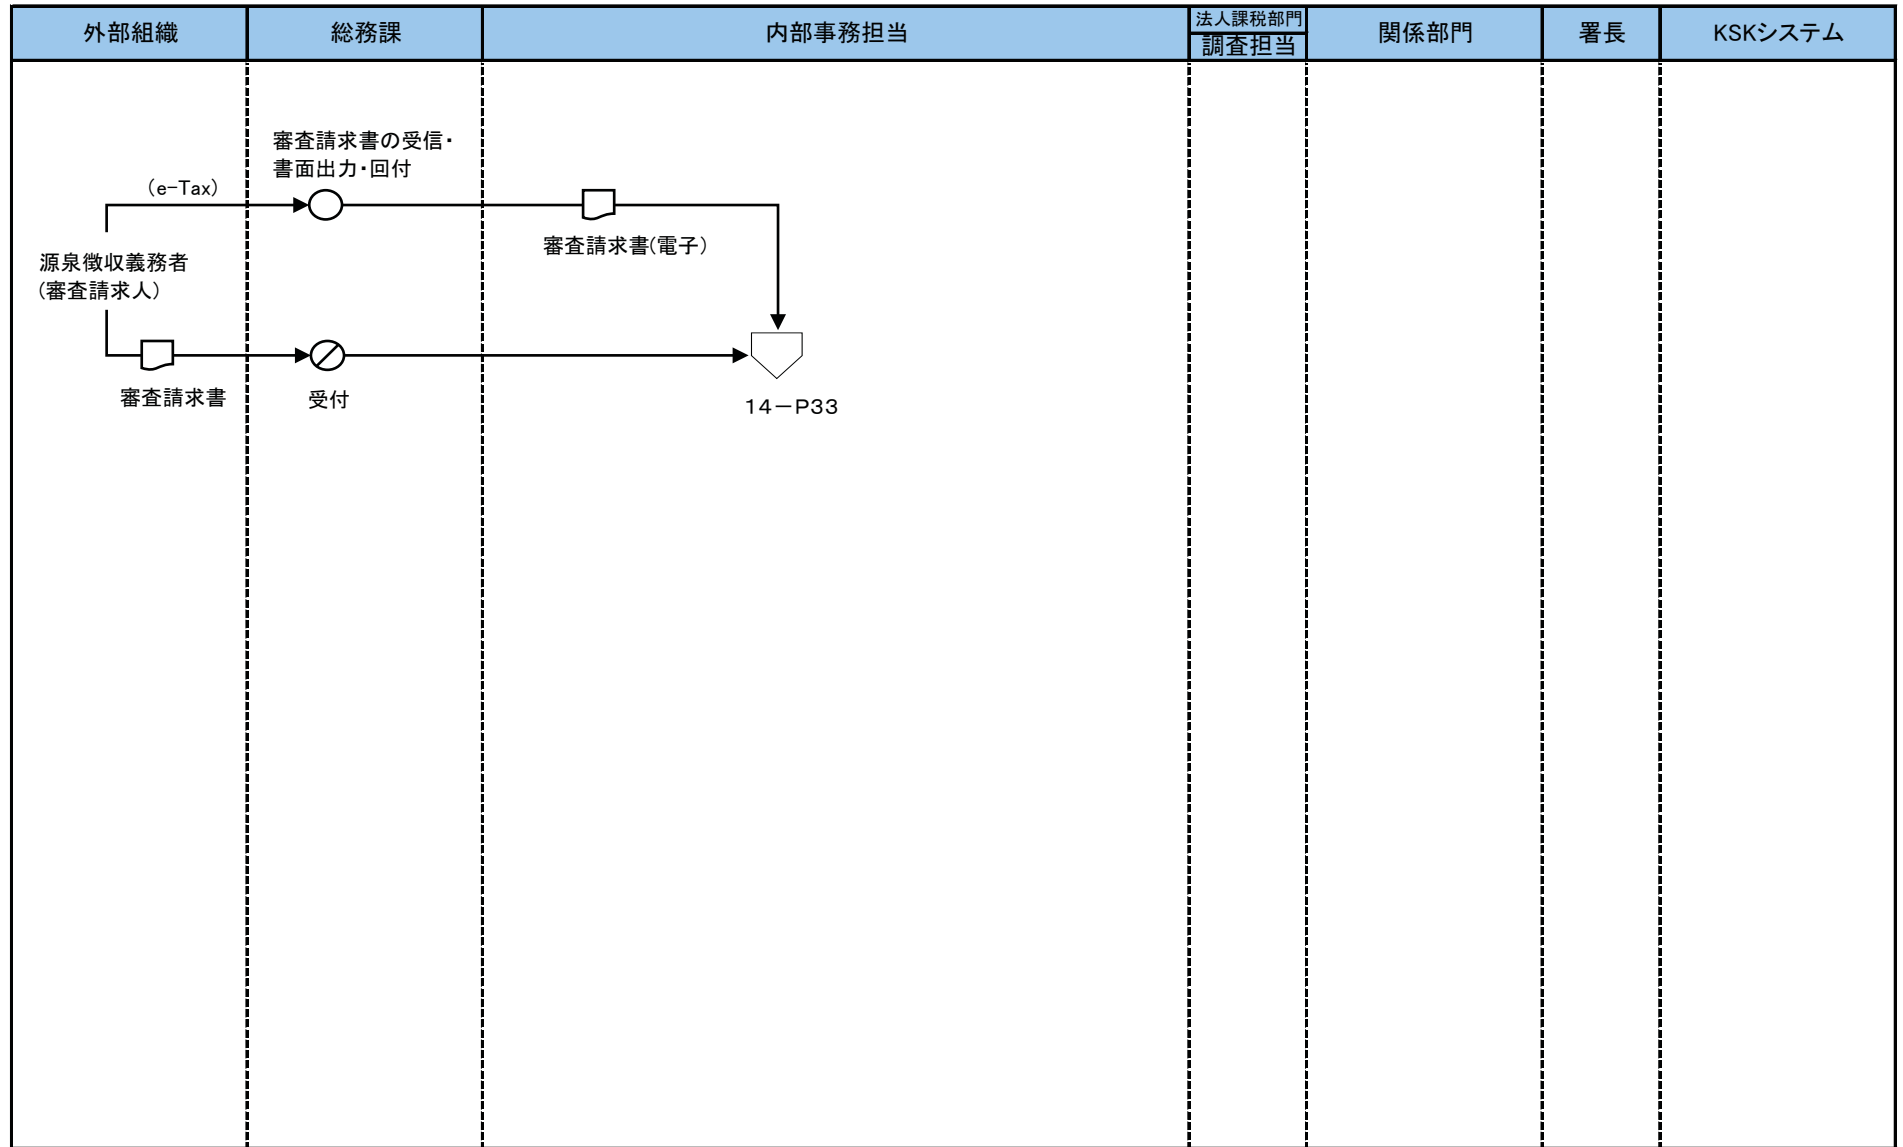 外部組織
総務課
内部事務担当
法人課税部門
調査担当
関係部門
署長
KSKシステム
審査請求書の受信・
書面出力・回付
（e-Tax）
審査請求書(電子）
源泉徴収義務者
(審査請求人）
審査請求書
受付
14－P33